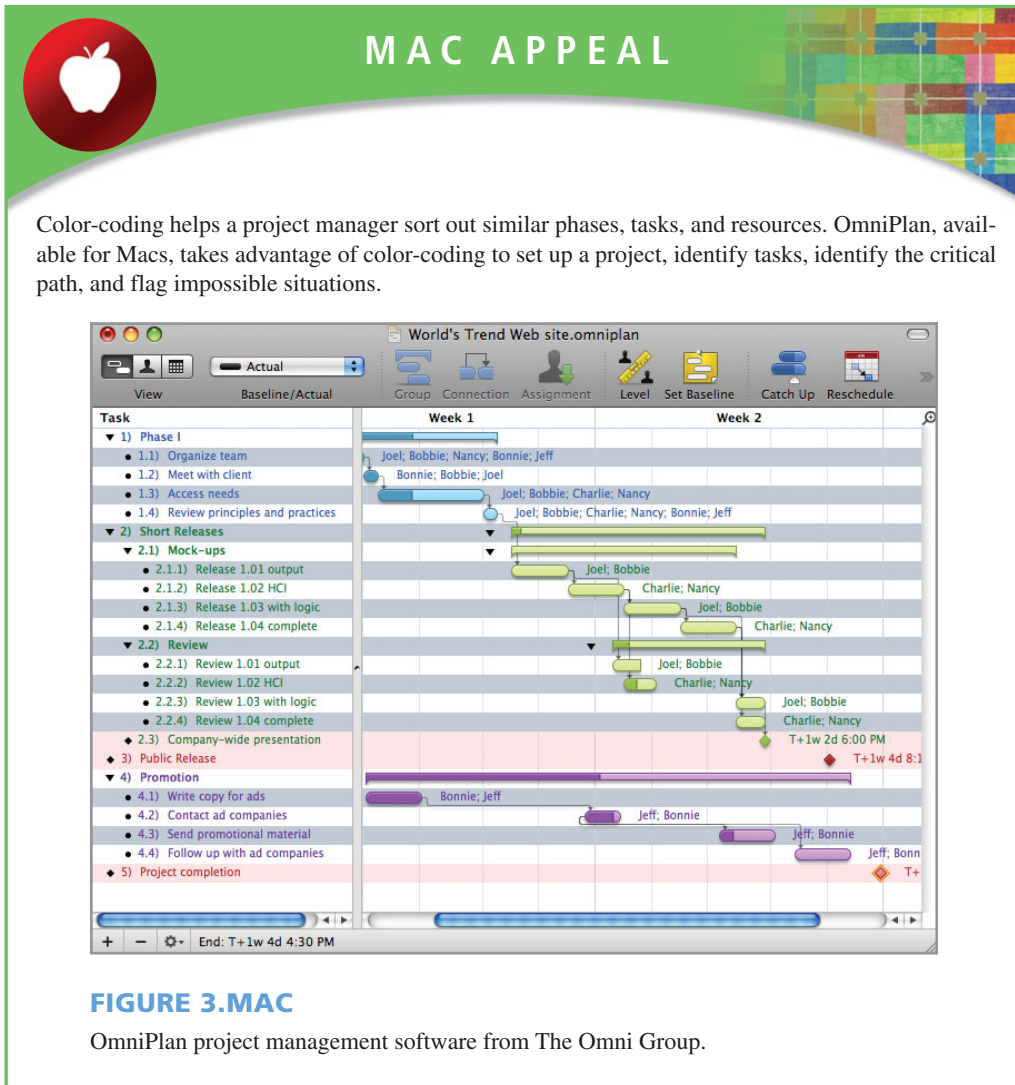 MAC APPEAL
Color-coding helps a project manager sort out similar phases, tasks, and resources. OmniPlan, avail-
able for Macs, takes advantage of color-coding to set up a project, identify tasks, identify the critical
path, and flag impossible situations.
World's Trend Web site.omniplan
Actual
View Baseline/Actual Group Connection Assignment Level Set Baseline Catch Up Reschedule
Task Week 1 Week 2
1) Phase I
1.1) Organize team Joel; Bobbie; Nancy; Bonnie; Jeff
1.2) Meet with client Bonnie; Bobbie; Joel
1.3) Access needs Joel; Bobbie; Charlie; Nancy
1.4) Review principles and practices Joel; Bobbie; Charlie; Nancy; Bonnie; Jeff
2) Short Releases
2.1) Mock-ups
2.1.1) Release 1.01 output Joel; Bobbie
2.1.2) Release 1.02 HCI Charlie; Nancy
2.1.3) Release 1.03 with logic Joel; Bobbie
2.1.4) Release 1.04 complete Charlie; Nancy
2.2) Review
2.2.1) Review 1.01 output Joel; Bobbie
2.2.2) Review 1.02 HCI Charlie; Nancy
2.2.3) Review 1.03 with logic Joel; Bobbie
2.2.4) Review 1.04 complete Charlie; Nancy
2.3) Company-wide presentation T+1w 2d 6:00 PM
3) Public Release T+1w 4d 8:1
4) Promotion
4.1) Write copy for ads Bonnie; Jeff
4.2) Contact ad companies Jeff; Bonnie
4.3) Send promotional material Jeff; Bonnie
4.4) Follow up with ad companies Jeff; Bonn
5) Project completion T+
End: T+1w 4d 4:30 PM
FIGURE 3.MAC
OmniPlan project management software from The Omni Group.